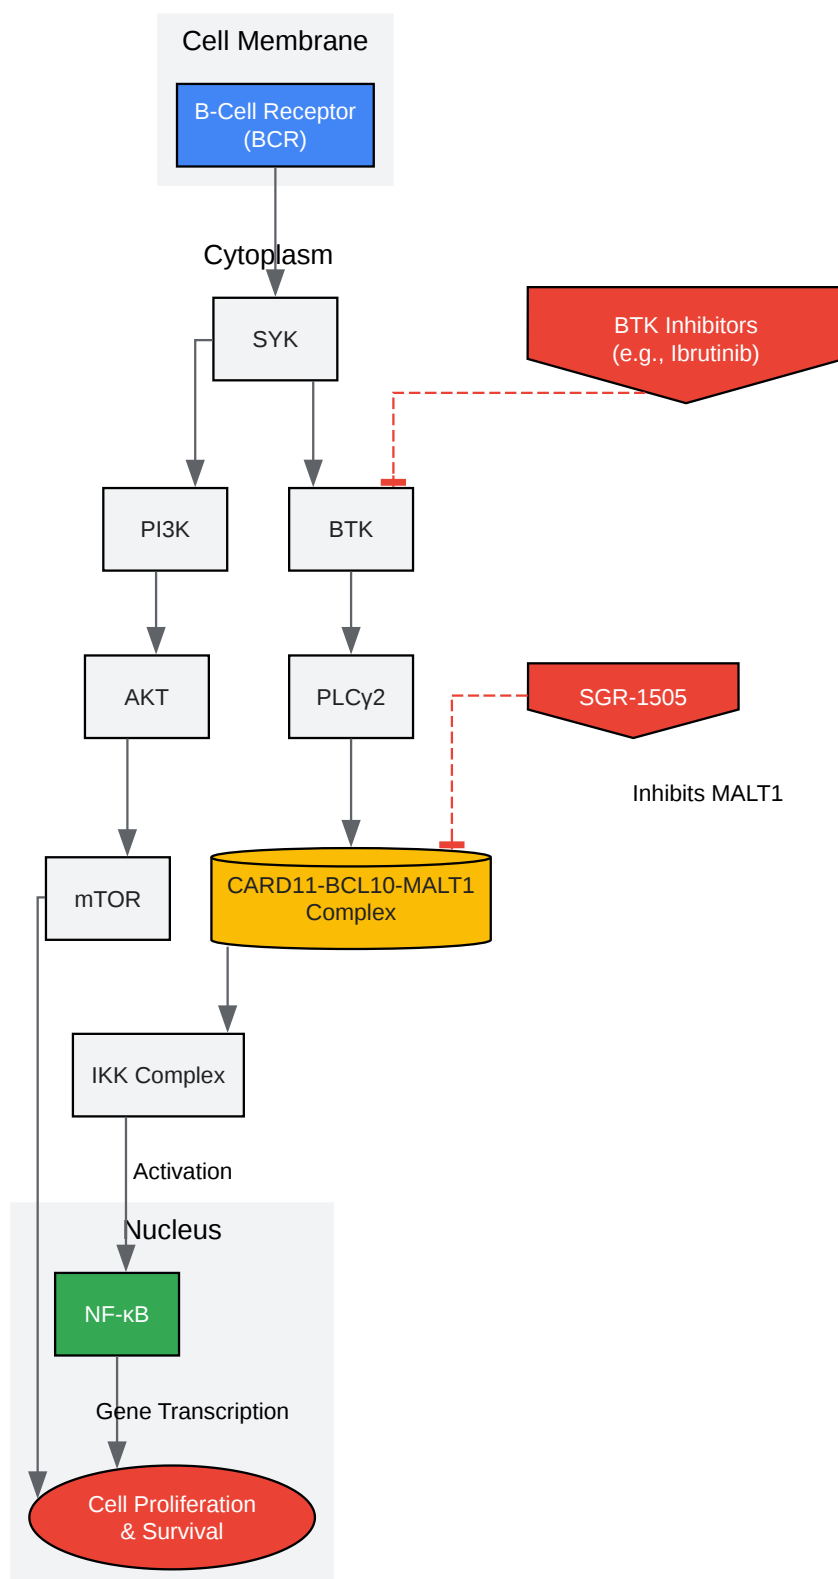 Cell Membrane
B-Cell Receptor
(BCR)
Cytoplasm
SYK
BTK Inhibitors
(e.g., Ibrutinib)
PI3K
BTK
AKT
PLCγ2
SGR-1505
Inhibits MALT1
mTOR
CARD11-BCL10-MALT1
Complex
IKK Complex
Activation
Nucleus
NF-κB
Gene Transcription
Cell Proliferation
& Survival